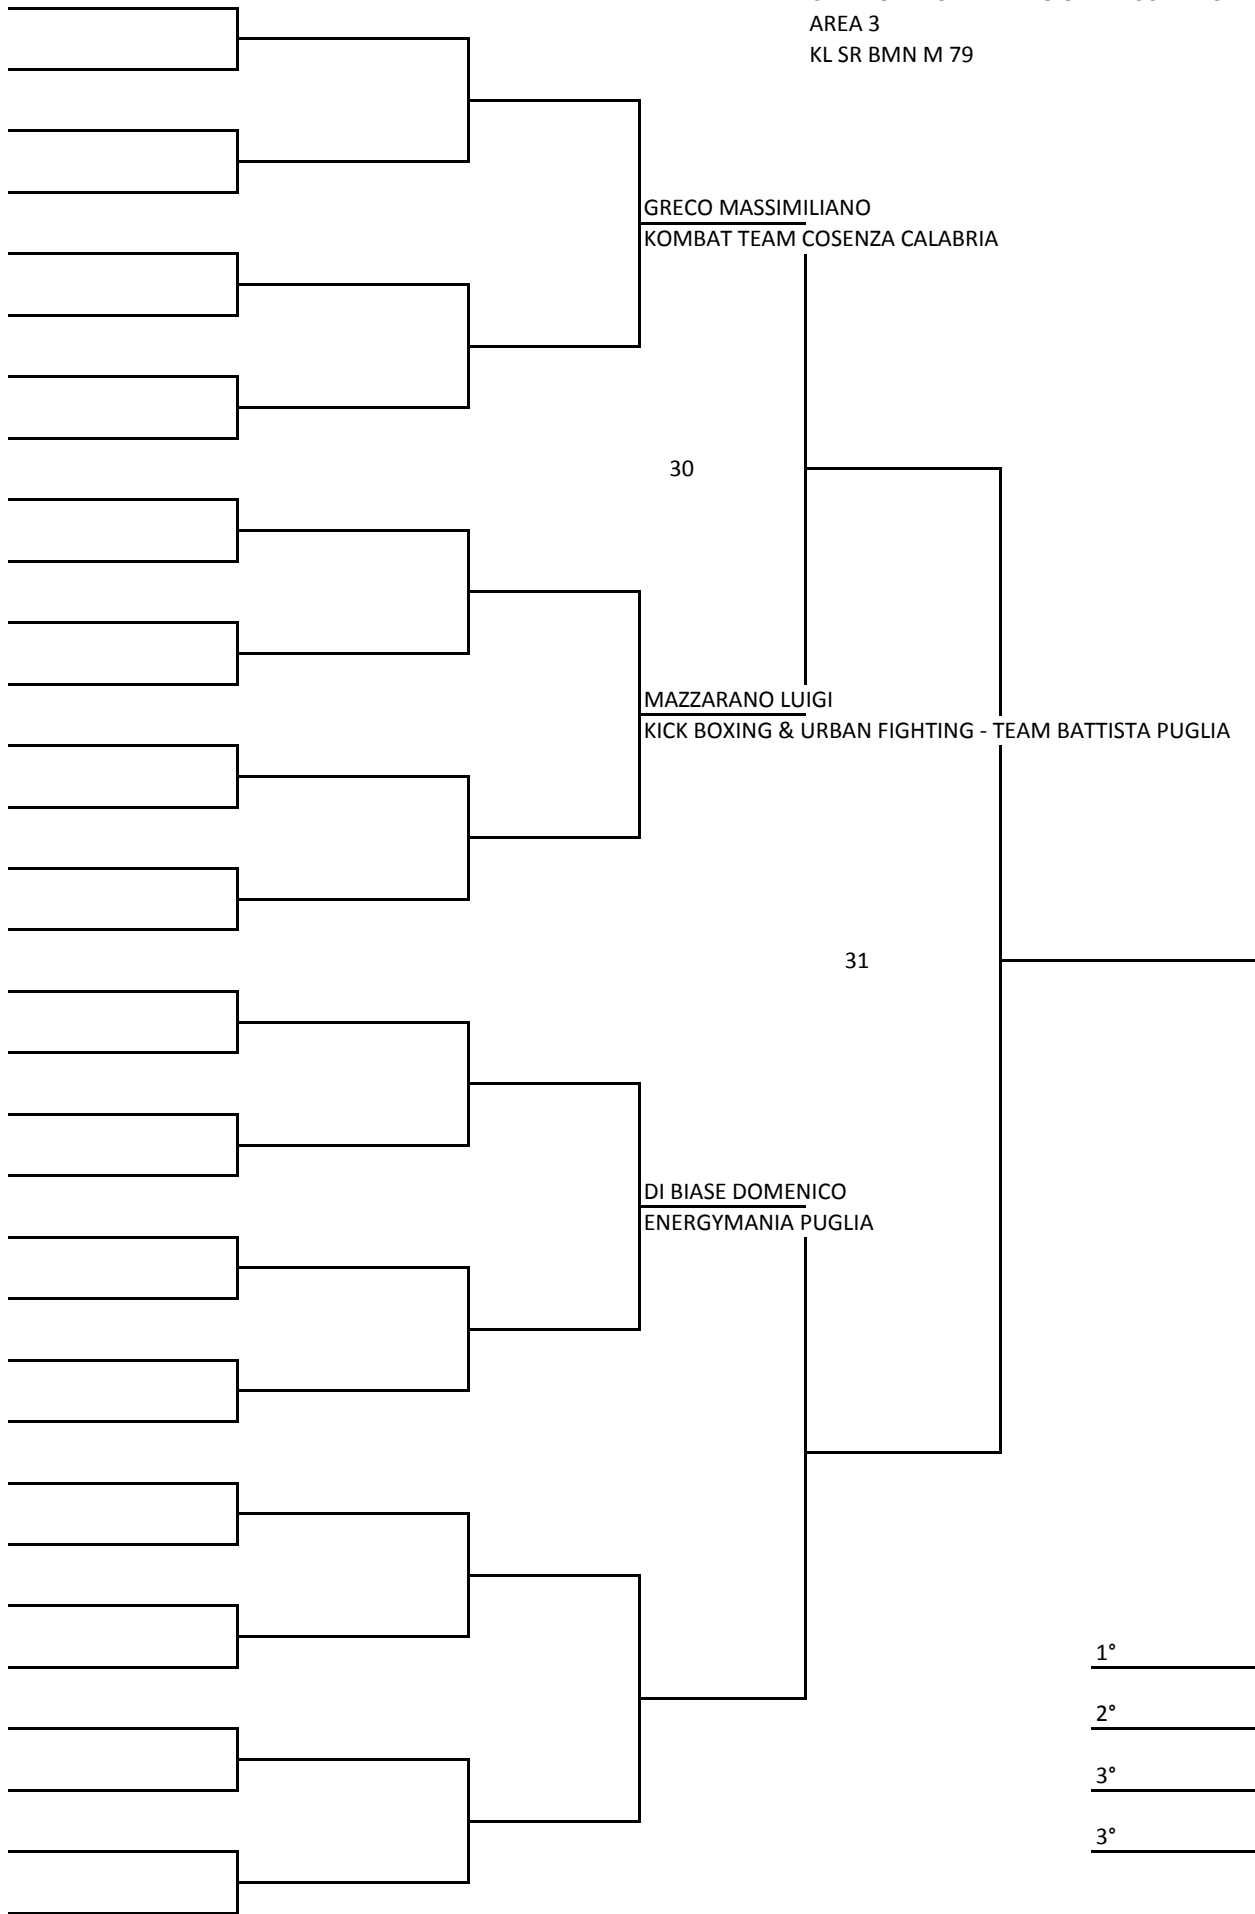 AREA 3
KL SR BMN M 79
GRECO MASSIMILIANO
KOMBAT TEAM COSENZA CALABRIA
30
MAZZARANO LUIGI
KICK BOXING & URBAN FIGHTING - TEAM BATTISTA PUGLIA
31
DI BIASE DOMENICO
ENERGYMANIA PUGLIA
1°
2°
3°
3°